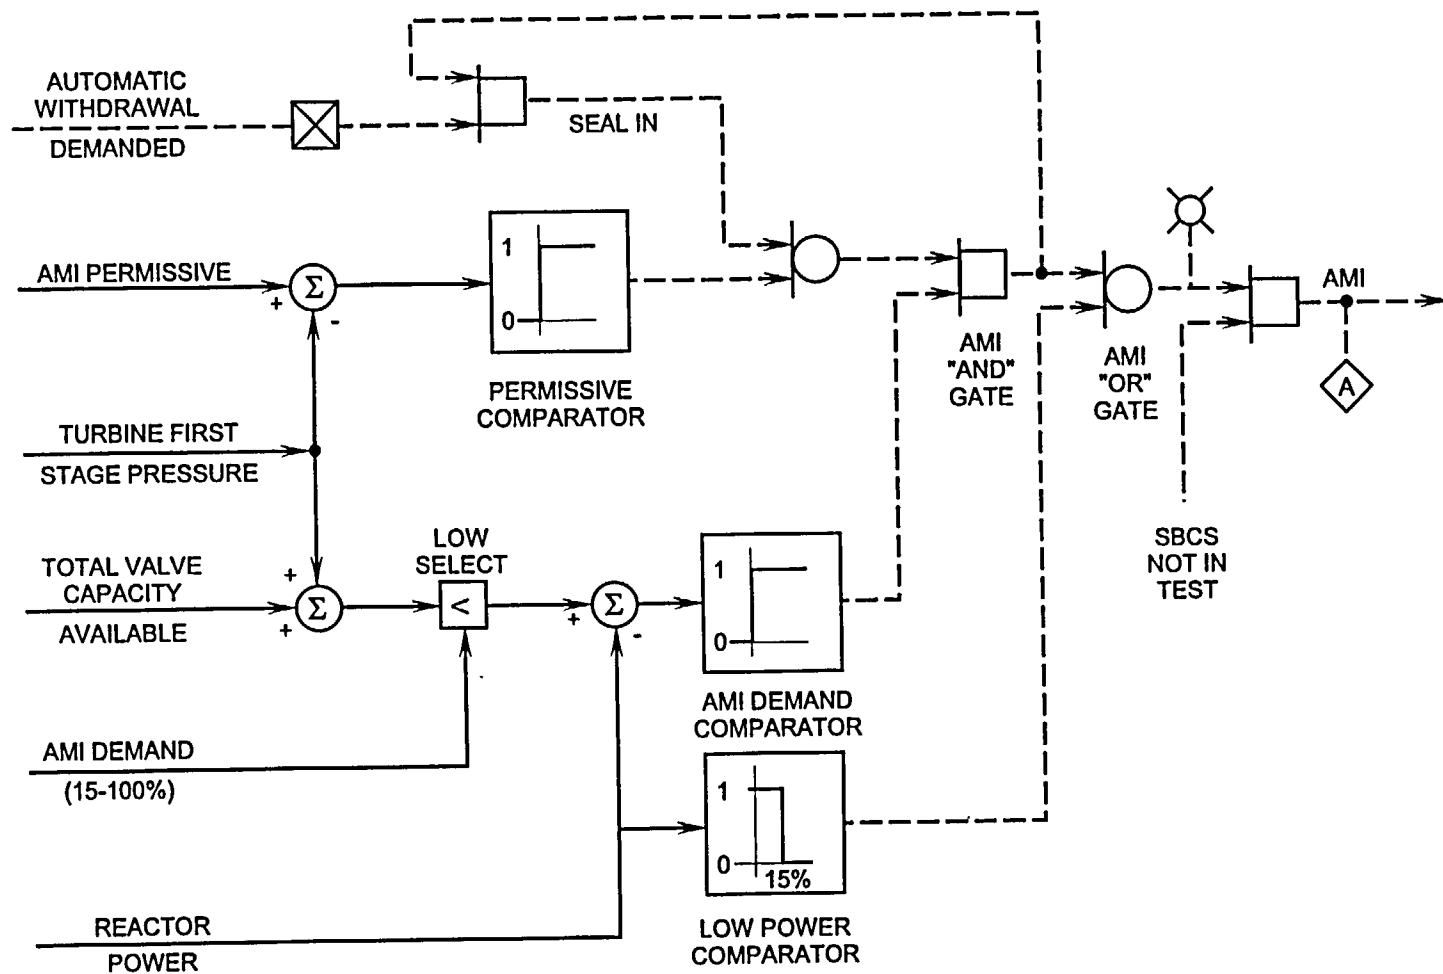 AUTOMATIC
WITHDRAWAL
DEMANDED
SEAL IN
AMI PERMISSIVE
+
Σ
-
1
0
PERMISSIVE
COMPARATOR
AMI
"AND"
GATE
AMI
"OR"
GATE
AMI
A
SBCS
NOT IN
TEST
TURBINE FIRST
STAGE PRESSURE
TOTAL VALVE
CAPACITY
AVAILABLE
+
+
Σ
LOW
SELECT
<
+
Σ
-
1
0
AMI DEMAND
COMPARATOR
AMI DEMAND
(15-100%)
1
0
15%
LOW POWER
COMPARATOR
REACTOR
POWER